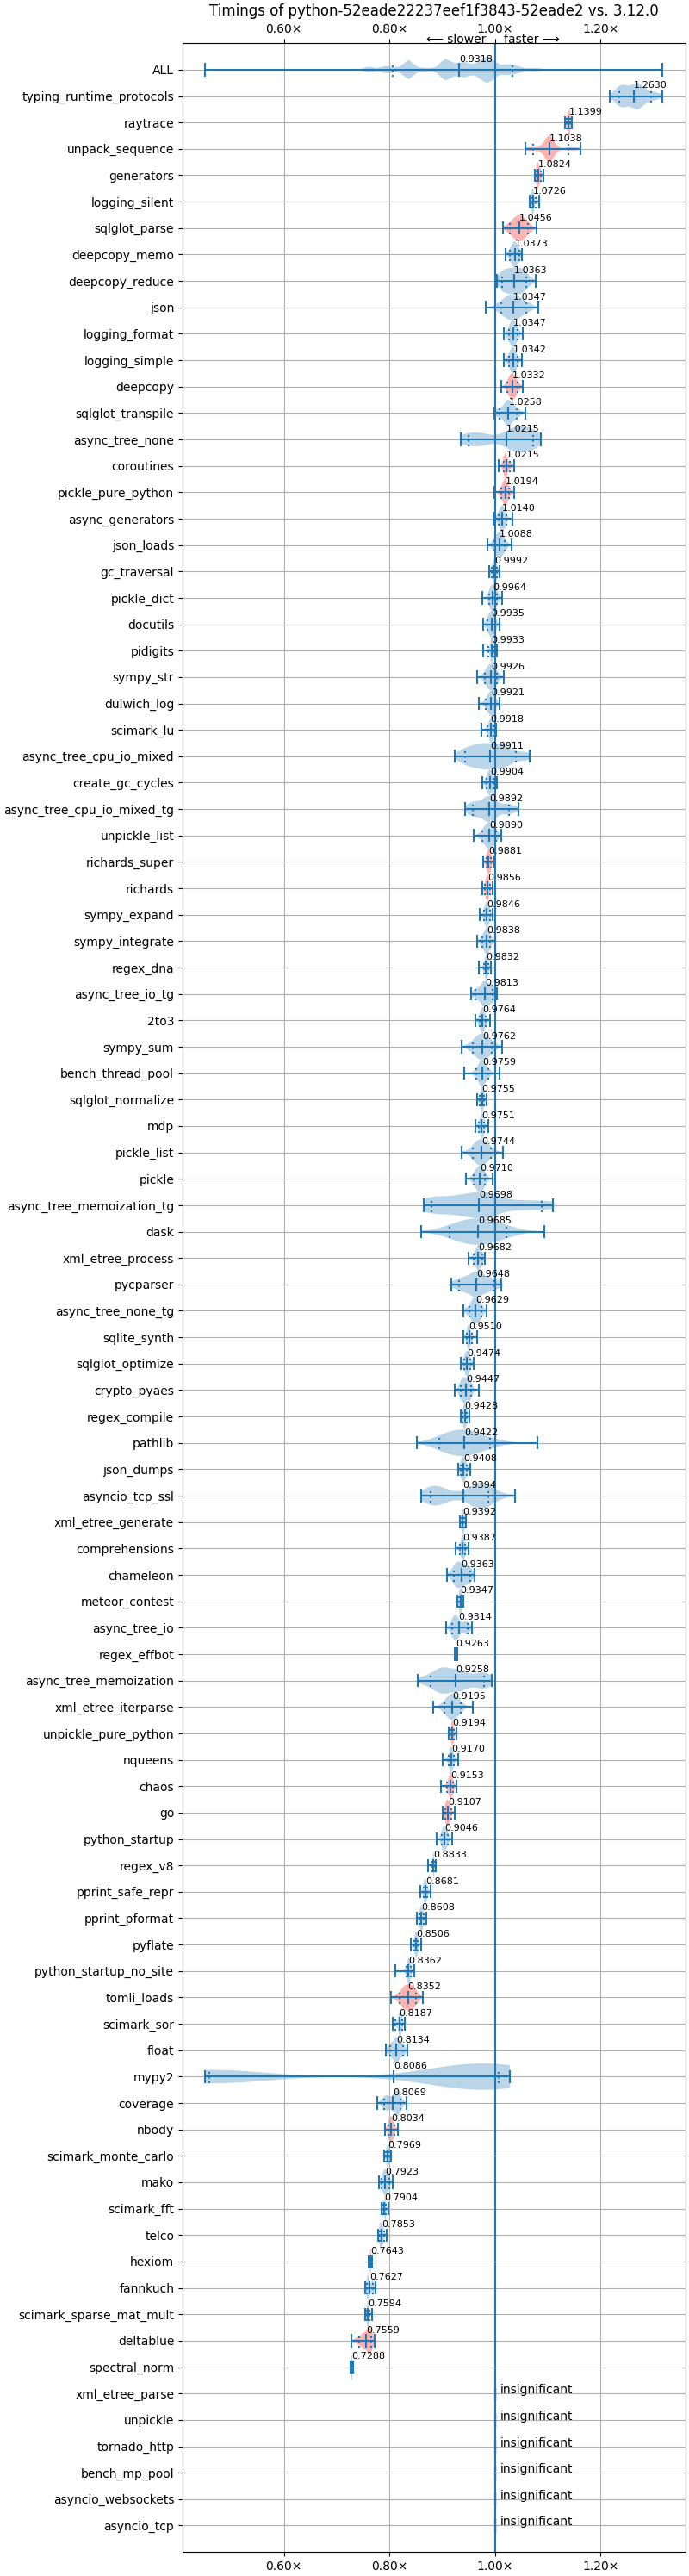 Timings of python-52eade22237eef1f3843-52eade2 vs. 3.12.0
0.60× 0.80× 1.00× 1.20×
⟵ slower faster ⟶
ALL 0.9318
typing_runtime_protocols 1.2630
raytrace 1.1399
unpack_sequence 1.1038
generators 1.0824
logging_silent 1.0726
sqlglot_parse 1.0456
deepcopy_memo 1.0373
deepcopy_reduce 1.0363
json 1.0347
logging_format 1.0347
logging_simple 1.0342
deepcopy 1.0332
sqlglot_transpile 1.0258
async_tree_none 1.0215
coroutines 1.0215
pickle_pure_python 1.0194
async_generators 1.0140
json_loads 1.0088
gc_traversal 0.9992
pickle_dict 0.9964
docutils 0.9935
pidigits 0.9933
sympy_str 0.9926
dulwich_log 0.9921
scimark_lu 0.9918
async_tree_cpu_io_mixed 0.9911
create_gc_cycles 0.9904
async_tree_cpu_io_mixed_tg 0.9892
unpickle_list 0.9890
richards_super 0.9881
richards 0.9856
sympy_expand 0.9846
sympy_integrate 0.9838
regex_dna 0.9832
async_tree_io_tg 0.9813
2to3 0.9764
sympy_sum 0.9762
bench_thread_pool 0.9759
sqlglot_normalize 0.9755
mdp 0.9751
pickle_list 0.9744
pickle 0.9710
async_tree_memoization_tg 0.9698
dask 0.9685
xml_etree_process 0.9682
pycparser 0.9648
async_tree_none_tg 0.9629
sqlite_synth 0.9510
sqlglot_optimize 0.9474
crypto_pyaes 0.9447
regex_compile 0.9428
pathlib 0.9422
json_dumps 0.9408
asyncio_tcp_ssl 0.9394
xml_etree_generate 0.9392
comprehensions 0.9387
chameleon 0.9363
meteor_contest 0.9347
async_tree_io 0.9314
regex_effbot 0.9263
async_tree_memoization 0.9258
xml_etree_iterparse 0.9195
unpickle_pure_python 0.9194
nqueens 0.9170
chaos 0.9153
go 0.9107
python_startup 0.9046
regex_v8 0.8833
pprint_safe_repr 0.8681
pprint_pformat 0.8608
pyflate 0.8506
python_startup_no_site 0.8362
tomli_loads 0.8352
scimark_sor 0.8187
float 0.8134
mypy2 0.8086
coverage 0.8069
nbody 0.8034
scimark_monte_carlo 0.7969
mako 0.7923
scimark_fft 0.7904
telco 0.7853
hexiom 0.7643
fannkuch 0.7627
scimark_sparse_mat_mult 0.7594
deltablue 0.7559
spectral_norm 0.7288
xml_etree_parse insignificant
unpickle insignificant
tornado_http insignificant
bench_mp_pool insignificant
asyncio_websockets insignificant
asyncio_tcp insignificant
0.60× 0.80× 1.00× 1.20×